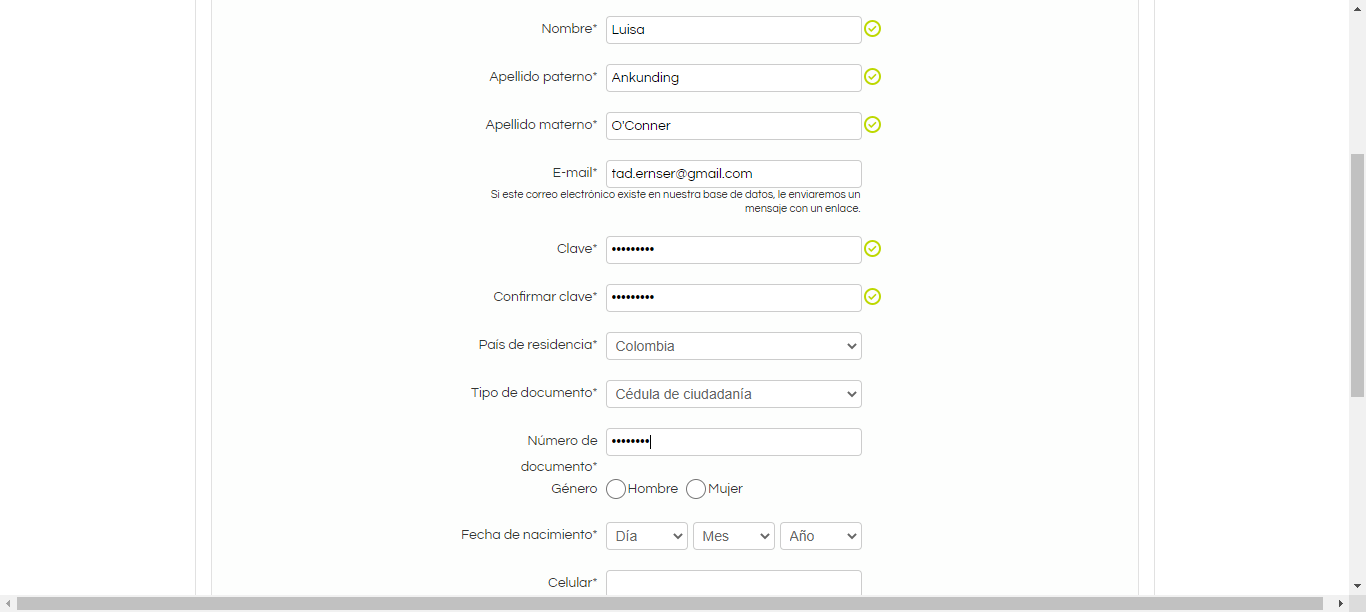 Nombre* Luisa
Apellido paterno* Ankunding
Apellido materno* O'Conner
E-mail* tad.ernser@gmail.com
Si este correo electrónico existe en nuestra base de datos, le enviaremos un
mensaje con un enlace.
Clave* •••••••••
Confirmar clave* •••••••••
País de residencia* Colombia
Tipo de documento* Cédula de ciudadanía
Número de ••••••••
documento*
Género Hombre Mujer
Fecha de nacimiento* Día Mes Año
Celular*